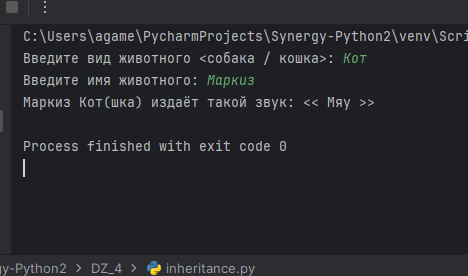 C:\Users\agame\PycharmProjects\Synergy-Python2\venv\Scri
Введите вид животного <собака / кошка>: Кот
Введите имя животного: Маркиз
Маркиз Кот(шка) издаёт такой звук: << Мяу >>
Process finished with exit code 0
gy-Python2 > DZ_4 > inheritance.py